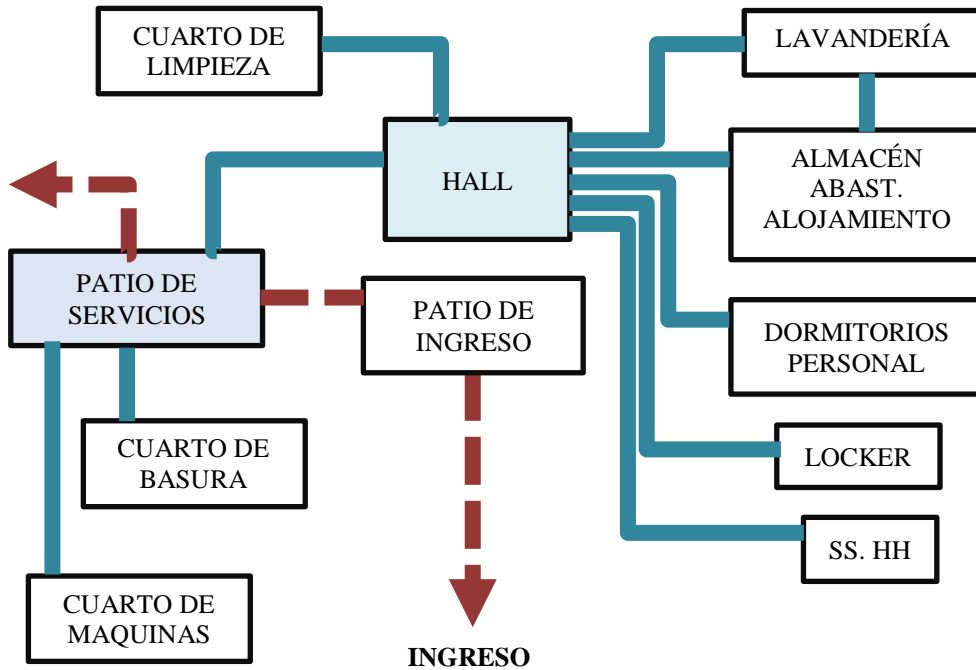 CUARTO DE
LIMPIEZA
LAVANDERÍA
HALL
ALMACÉN
ABAST.
ALOJAMIENTO
PATIO DE
SERVICIOS
PATIO DE
INGRESO
DORMITORIOS
PERSONAL
CUARTO DE
BASURA
LOCKER
SS. HH
CUARTO DE
MAQUINAS
INGRESO